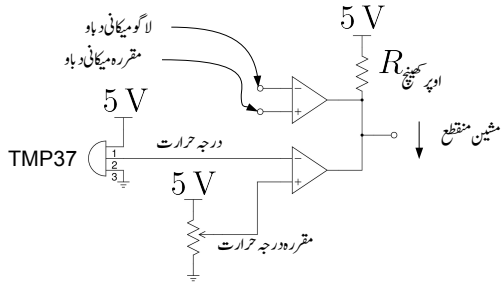 لاگو میکانی دباو
مقررہ میکانی دباو
5 V
R اوپر کھینچ
5 V
−
+
مشین منقطع
TMP37
1
2
3
درجہ حرارت
−
+
5 V
مقررہ درجہ حرارت